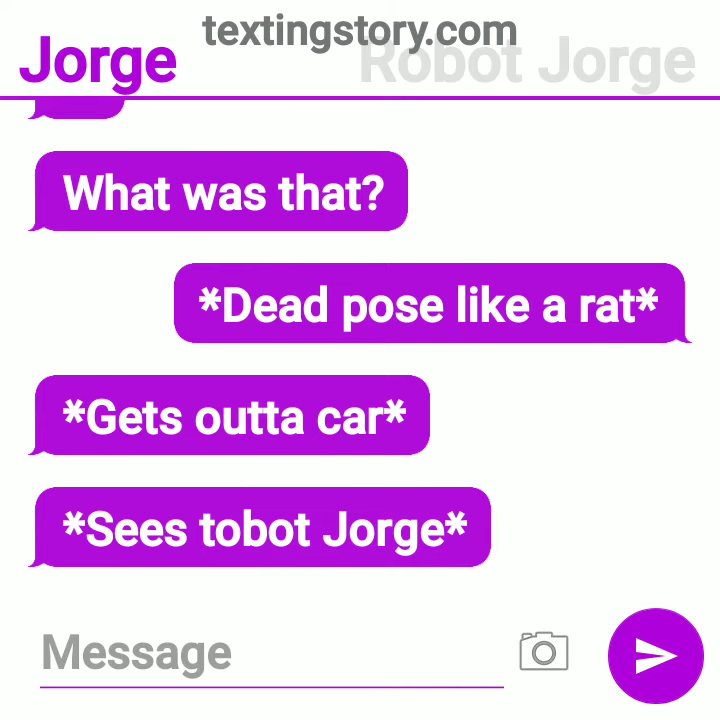 textingstory.com
Jorge
Robot Jorge
What was that?
*Dead pose like a rat*
*Gets outta car*
*Sees tobot Jorge*
Message